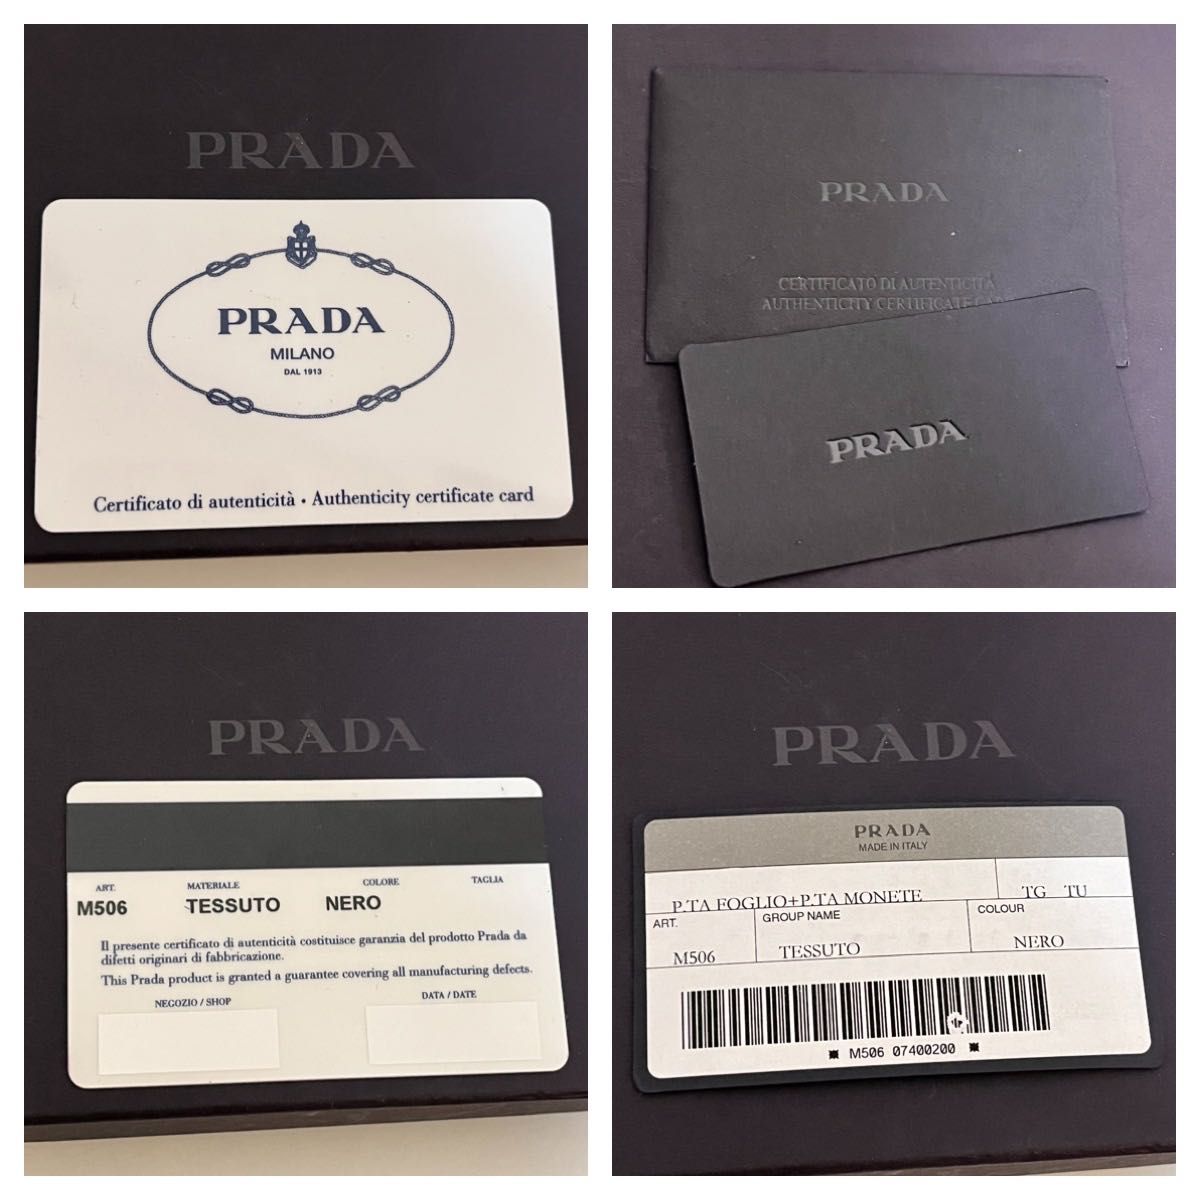 PRADA
PRADA
MILANO
DAL 1913
Certificato di autenticità • Authenticity certificate card
PRADA
CERTIFICATO DI AUTENTICITÀ
AUTHENTICITY CERTIFICATE CARD
PRADA
PRADA
ART. MATERIALE COLORE TAGLIA
M506 TESSUTO NERO
Il presente certificato di autenticità costituisce garanzia del prodotto Prada da
difetti originari di fabbricazione.
This Prada product is granted a guarantee covering all manufacturing defects.
NEGOZIO / SHOP DATA / DATE
PRADA
PRADA
MADE IN ITALY
P.TA FOGLIO+P.TA MONETE TG TU
ART. GROUP NAME COLOUR
M506 TESSUTO NERO
M506 07400200